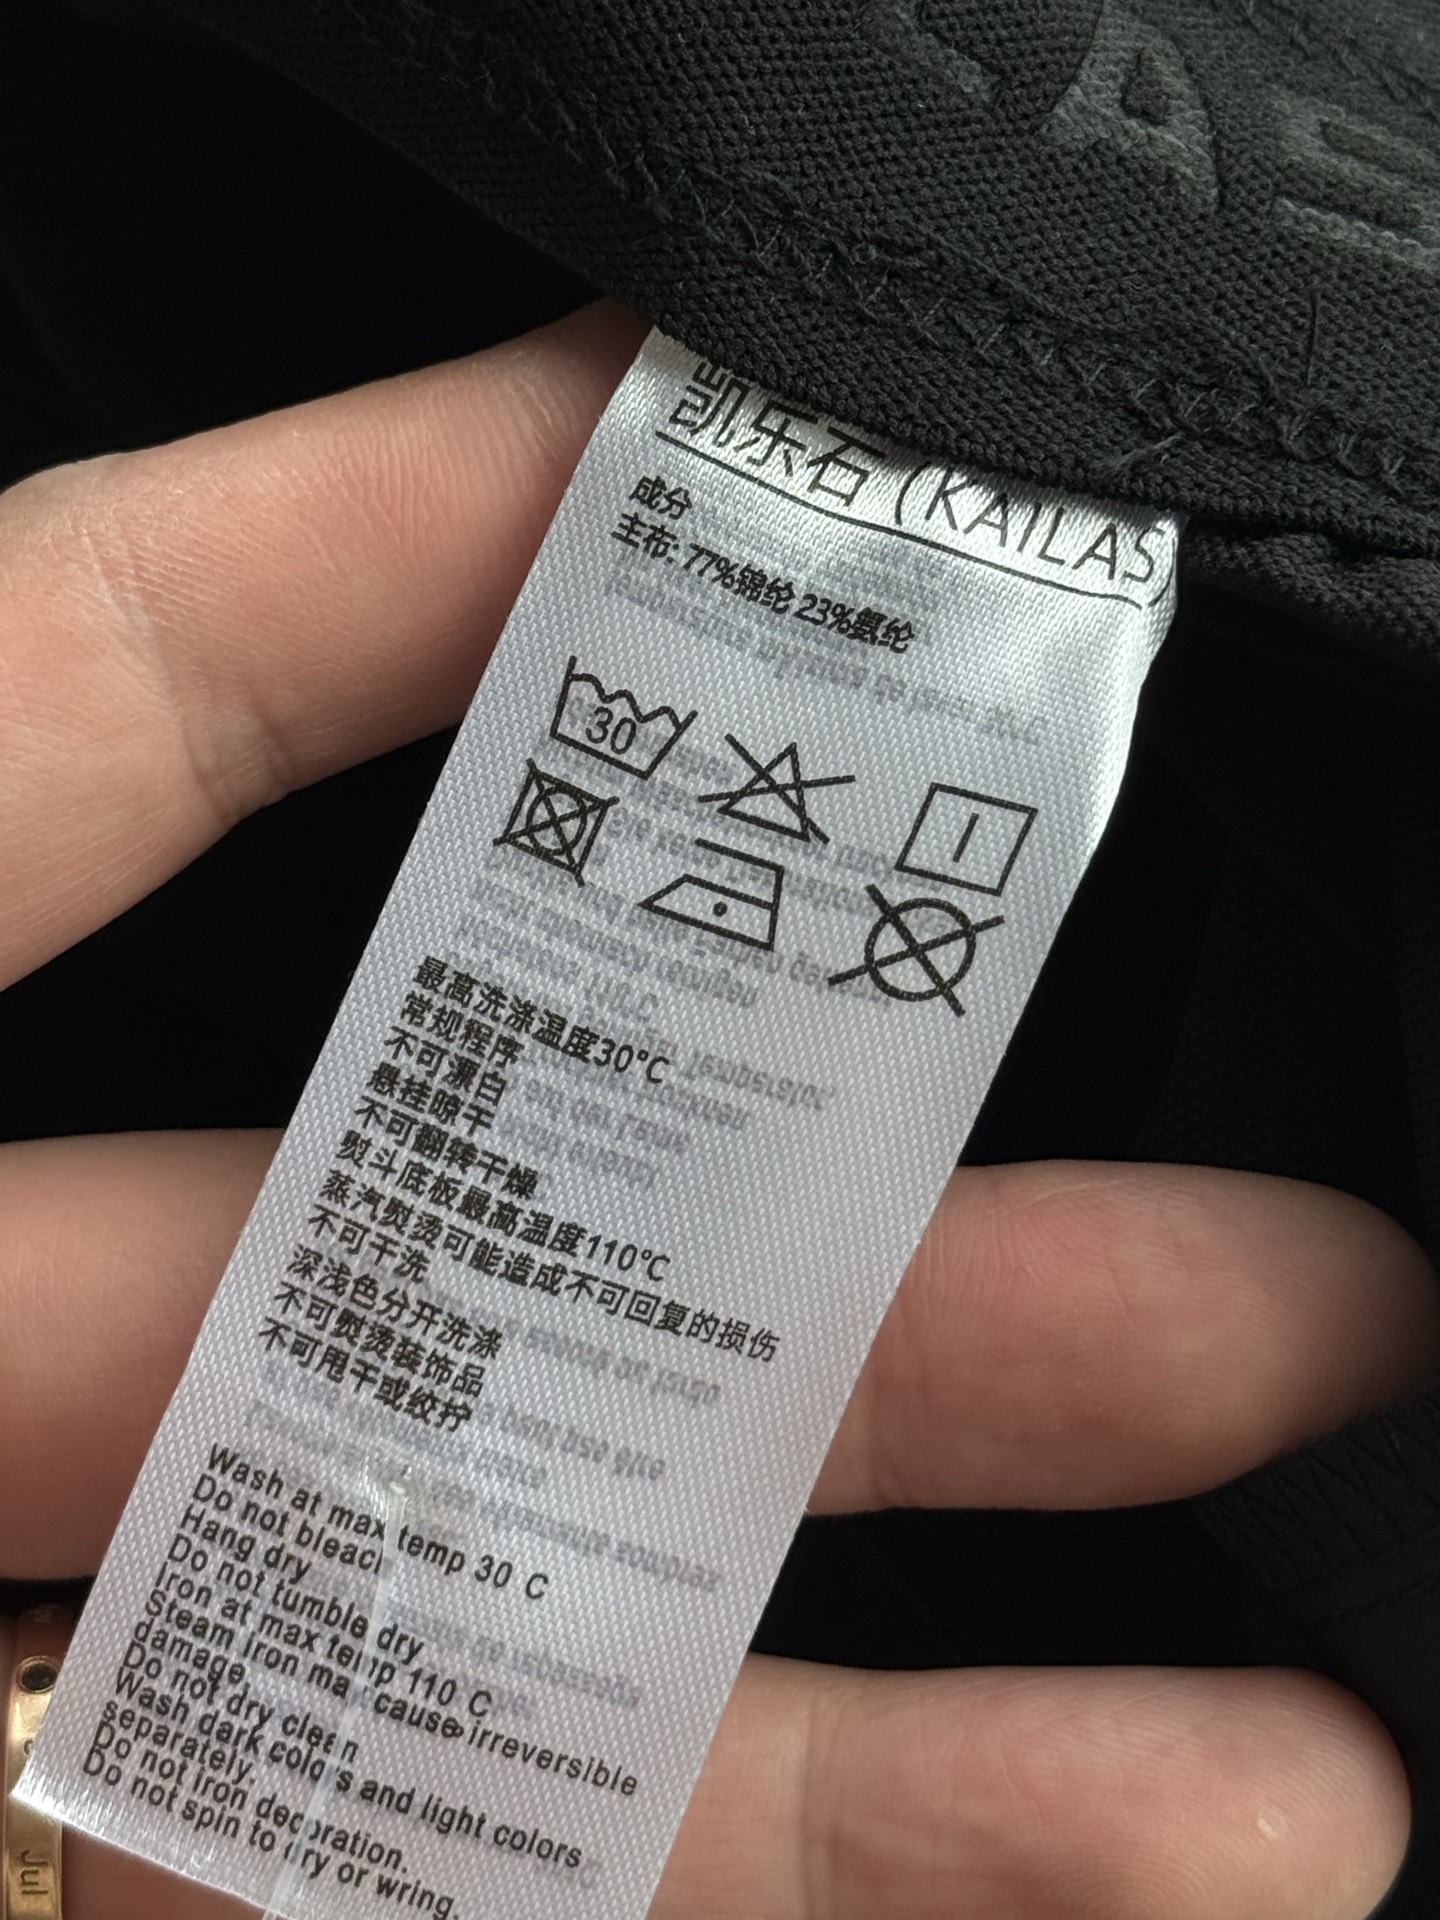 凯乐石(KAILAS)
成分
主布: 77%锦纶 23%氨纶
30
最高洗涤温度30°C
常规程序
不可漂白
悬挂晾干
不可翻转干燥
熨斗底板最高温度110°C
蒸汽熨烫可能造成不可回复的损伤
不可干洗
深浅色分开洗涤
不可熨烫装饰品
不可甩干或绞拧
Wash at max temp 30 C
Do not bleach
Hang dry
Do not tumble dry
Iron at max temp 110 C
Steam iron may cause irreversible
damage.
Do not dry clean
Wash dark colors and light colors
separately.
Do not iron decoration.
Do not spin to dry or wring.
Jul